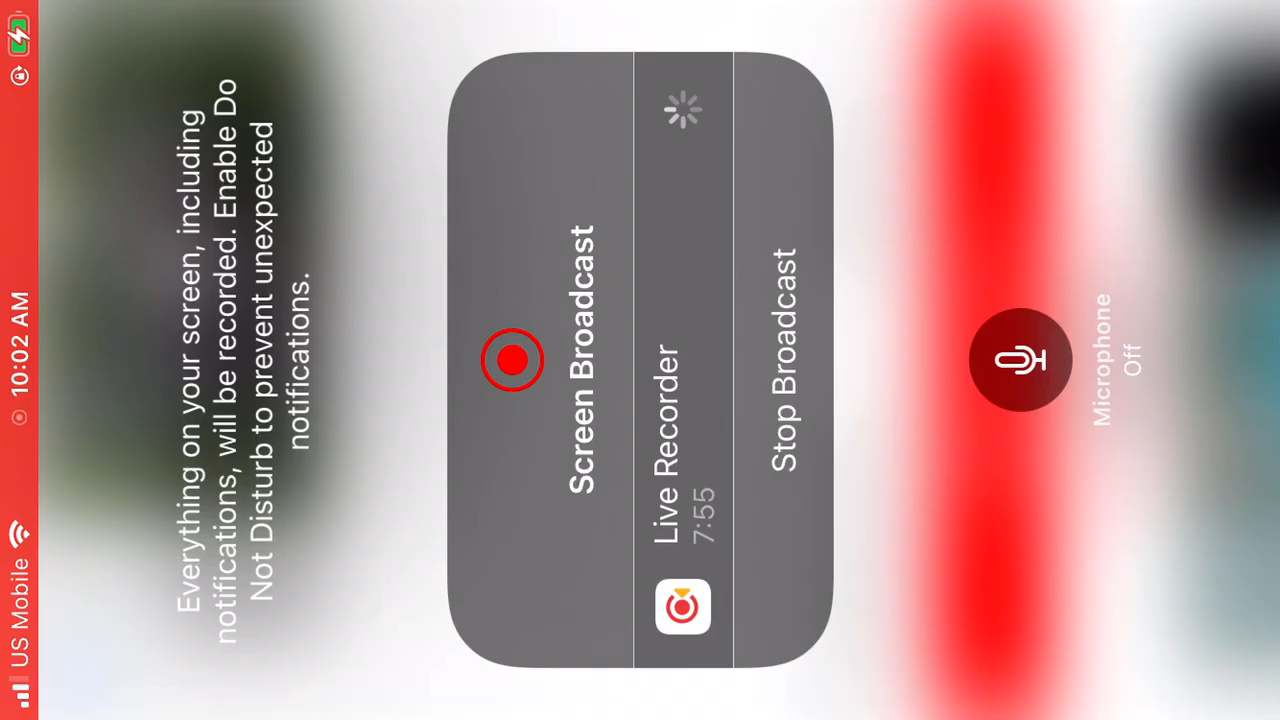 US Mobile 10:02 AM
Everything on your screen, including
notifications, will be recorded. Enable Do
Not Disturb to prevent unexpected
notifications.
Screen Broadcast
Live Recorder
7:55
Stop Broadcast
Microphone
Off